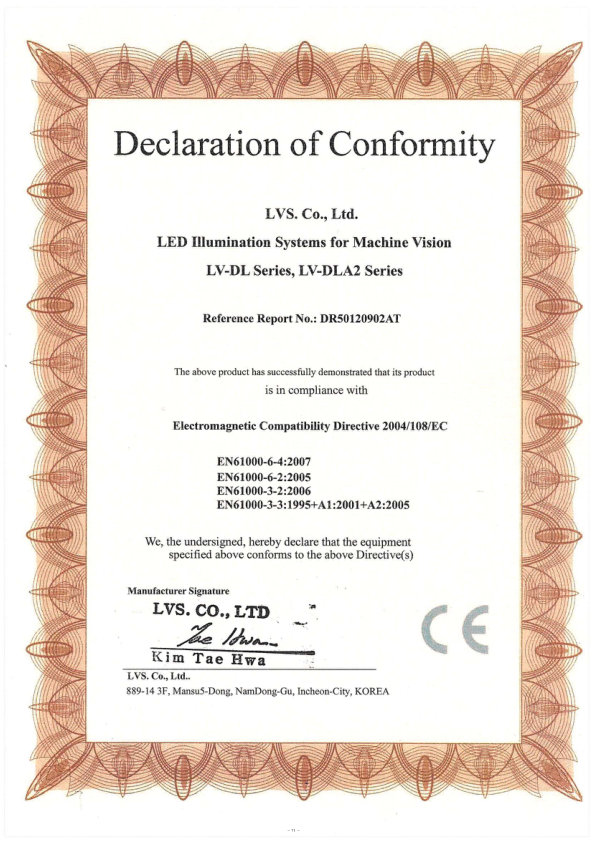 Declaration of Conformity
LVS. Co., Ltd.
LED Illumination Systems for Machine Vision
LV-DL Series, LV-DLA2 Series
Reference Report No.: DR50120902AT
The above product has successfully demonstrated that its product
is in compliance with
Electromagnetic Compatibility Directive 2004/108/EC
EN61000-6-4:2007
EN61000-6-2:2005
EN61000-3-2:2006
EN61000-3-3:1995+A1:2001+A2:2005
We, the undersigned, hereby declare that the equipment
specified above conforms to the above Directive(s)
Manufacturer Signature
LVS. CO., LTD
Tae Hwa
Kim Tae Hwa
CE
LVS. Co., Ltd..
889-14 3F, Mansu5-Dong, NamDong-Gu, Incheon-City, KOREA